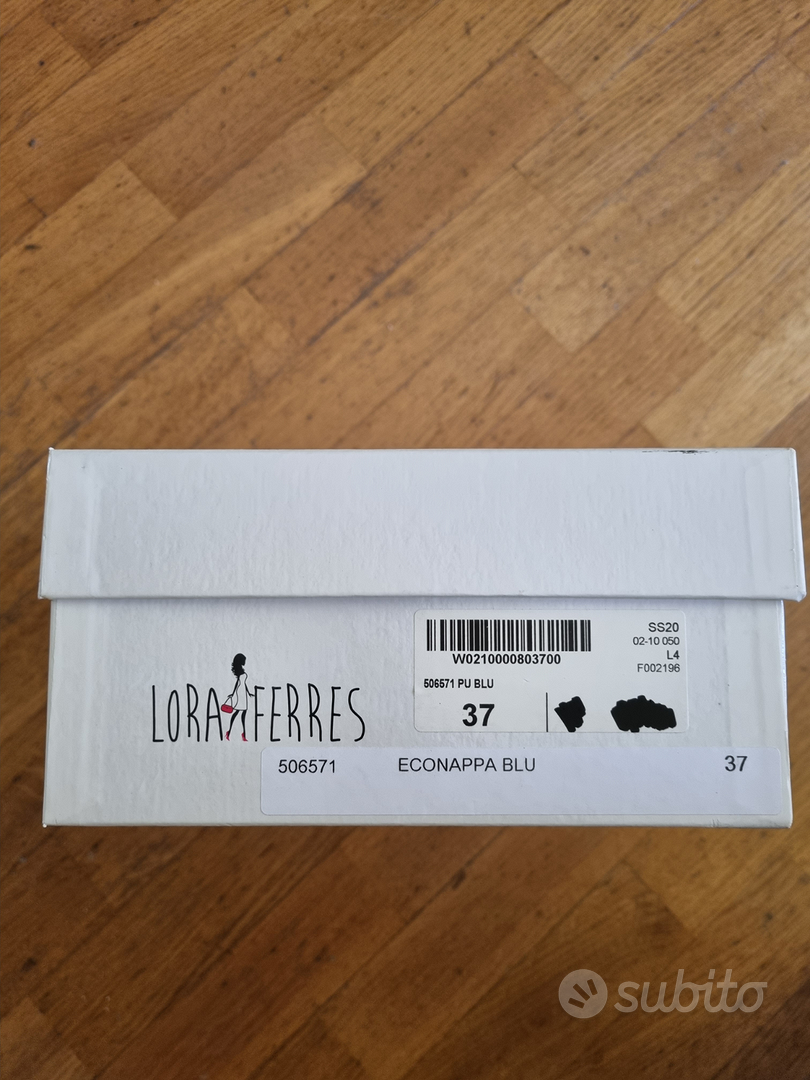 SS20
02-10 050
L4
F002196
W0210000803700
506571 PU BLU
37
LORA FERRES
506571 ECONAPPA BLU 37
subito